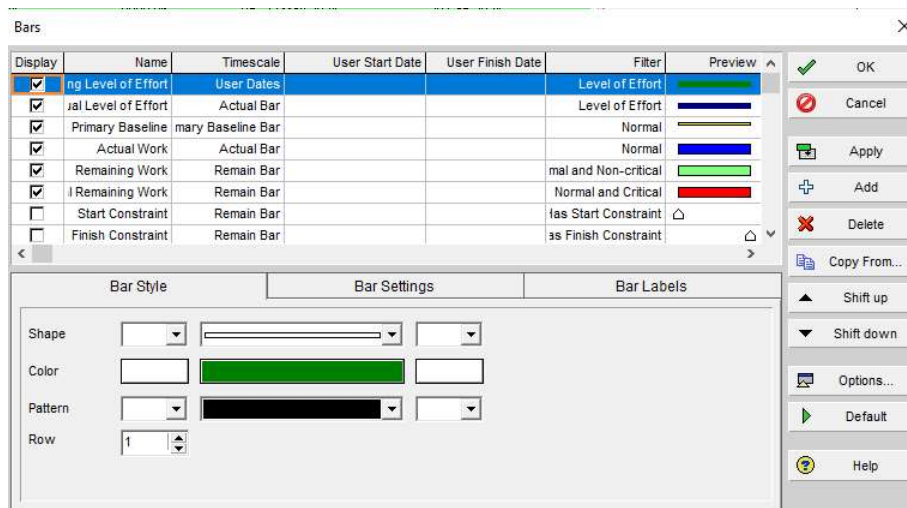 Bars
Display Name Timescale User Start Date User Finish Date Filter Preview
ng Level of Effort User Dates Level of Effort
ual Level of Effort Actual Bar Level of Effort
Primary Baseline mary Baseline Bar Normal
Actual Work Actual Bar Normal
Remaining Work Remain Bar mal and Non-critical
l Remaining Work Remain Bar Normal and Critical
Start Constraint Remain Bar Has Start Constraint
Finish Constraint Remain Bar as Finish Constraint
Bar Style Bar Settings Bar Labels
Shape
Color
Pattern
Row 1
OK
Cancel
Apply
Add
Delete
Copy From...
Shift up
Shift down
Options...
Default
Help